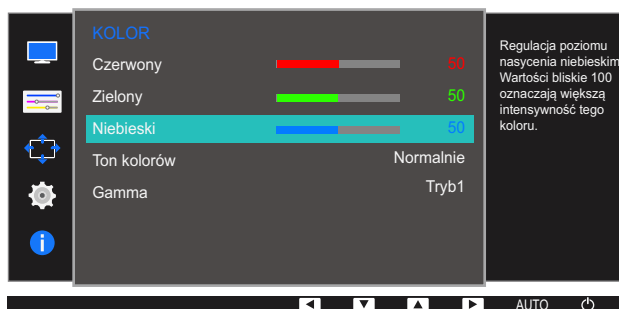 KOLOR
Czerwony 50
Zielony 50
Niebieski 50
Ton kolorów Normalnie
Gamma Tryb1
Regulacja poziomu
nasycenia niebieskim
Wartości bliskie 100
oznaczają większą
intensywność tego
koloru.
AUTO